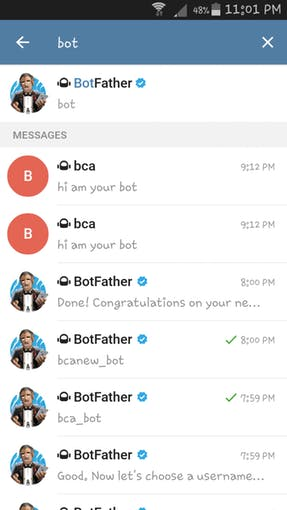 48% 11:01 PM
bot
BotFather
bot
MESSAGES
bca 9:12 PM
hi am your bot
bca 9:12 PM
hi am your bot
BotFather 8:00 PM
Done! Congratulations on your ne...
BotFather 8:00 PM
bcanew_bot
BotFather 7:59 PM
bca_bot
BotFather 7:59 PM
Good. Now let's choose a username...
B
B